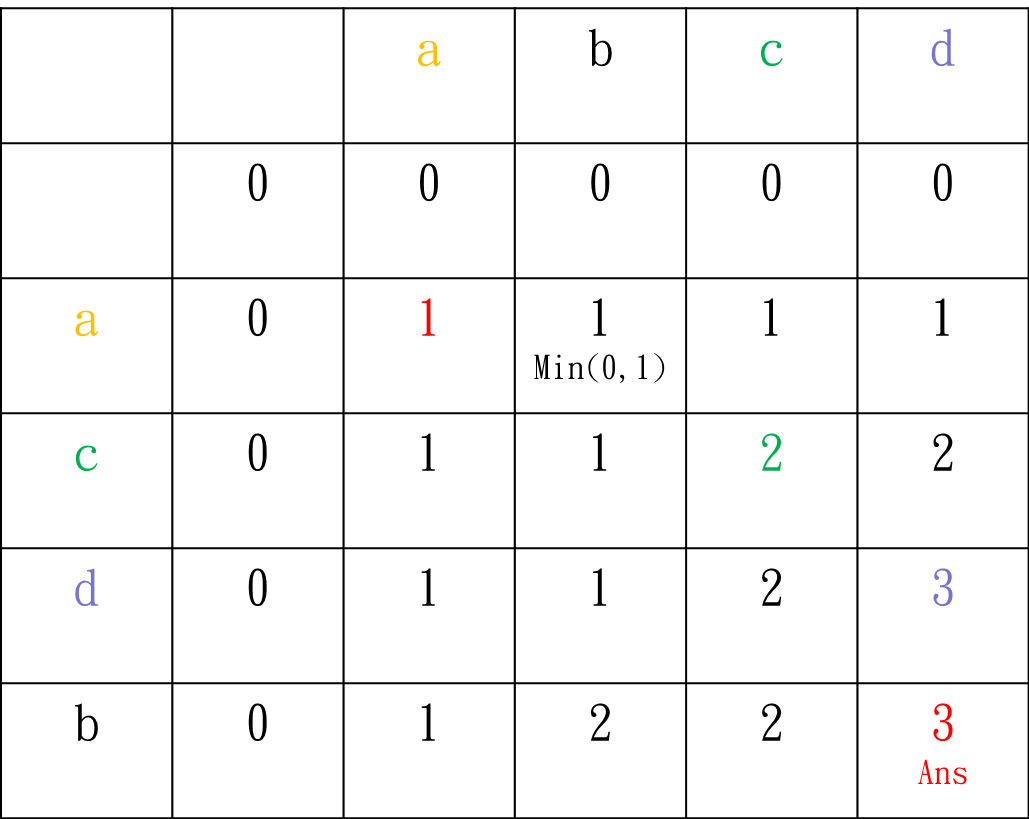 a b c d
0 0 0 0 0
a 0 1 1 1 1
Min(0,1)
c 0 1 1 2 2
d 0 1 1 2 3
b 0 1 2 2 3
Ans